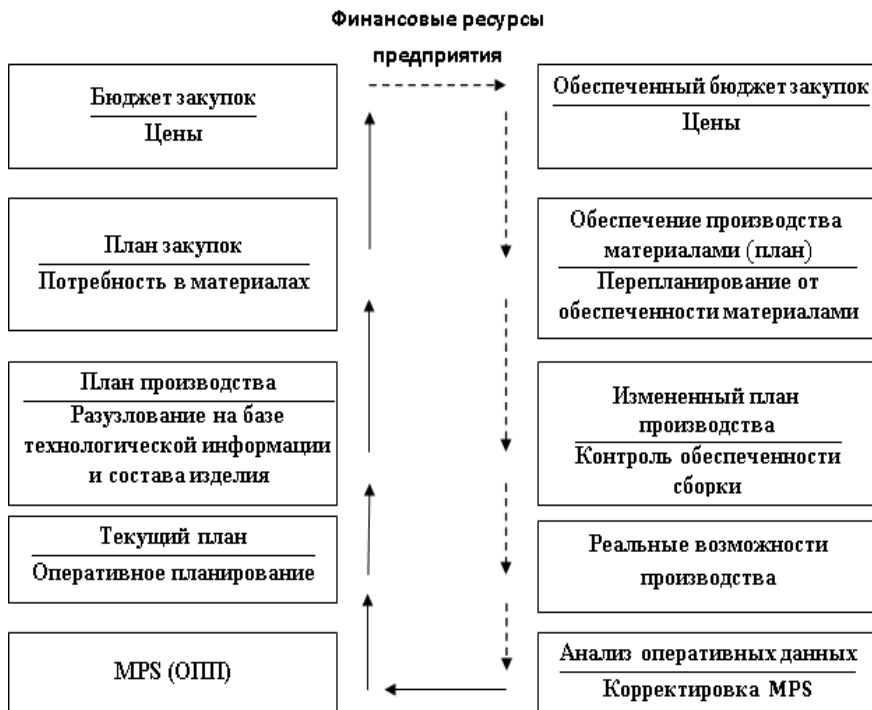 Финансовые ресурсы
предприятия
Бюджет закупок
Цены
План закупок
Потребность в материалах
План производства
Разузлование на базе
технологической информации
и состава изделия
Текущий план
Оперативное планирование
MPS (ОПП)
Обеспеченный бюджет закупок
Цены
Обеспечение производства
материалами (план)
Перепланирование от
обеспеченности материалами
Измененный план
производства
Контроль обеспеченности
сборки
Реальные возможности
производства
Анализ оперативных данных
Корректировка MPS